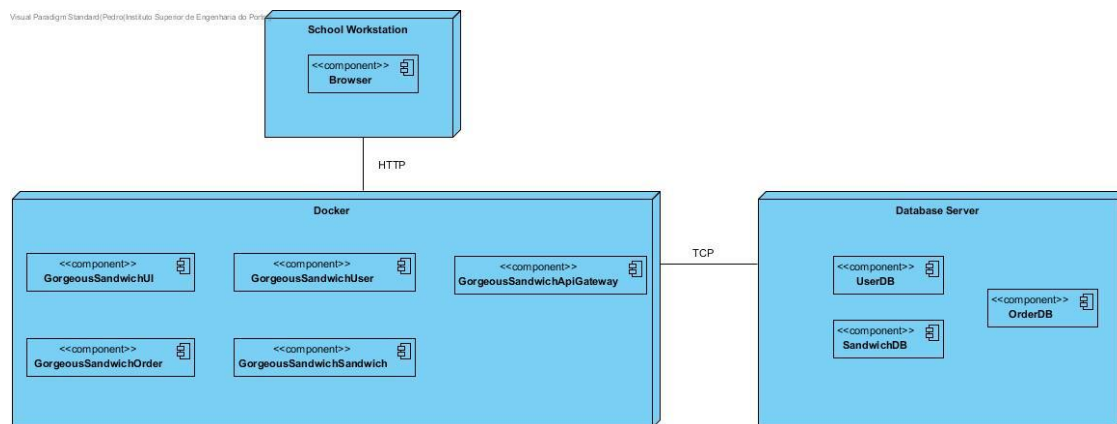 Visual Paradigm Standard(Pedro(Instituto Superior de Engenharia do Porto
School Workstation
<<component>>
Browser
HTTP
Docker
<<component>>
GorgeousSandwichUI
<<component>>
GorgeousSandwichUser
<<component>>
GorgeousSandwichApiGateway
<<component>>
GorgeousSandwichOrder
<<component>>
GorgeousSandwichSandwich
TCP
Database Server
<<component>>
UserDB
<<component>>
OrderDB
<<component>>
SandwichDB